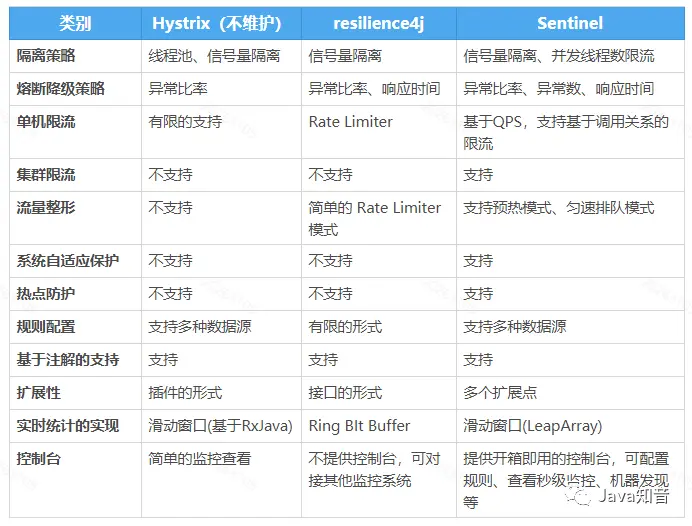 类别 Hystrix（不维护） resilience4j Sentinel
隔离策略 线程池、信号量隔离 信号量隔离 信号量隔离、并发线程数限流
熔断降级策略 异常比率 异常比率、响应时间 异常比率、异常数、响应时间
单机限流 有限的支持 Rate Limiter 基于QPS，支持基于调用关系的
限流
集群限流 不支持 不支持 支持
流量整形 不支持 简单的 Rate Limiter 支持预热模式、匀速排队模式
模式
系统自适应保护 不支持 不支持 支持
热点防护 不支持 不支持 支持
规则配置 支持多种数据源 有限的形式 支持多种数据源
基于注解的支持 支持 支持 支持
扩展性 插件的形式 接口的形式 多个扩展点
实时统计的实现 滑动窗口(基于RxJava) Ring BIt Buffer 滑动窗口(LeapArray)
控制台 简单的监控查看 不提供控制台，可对 提供开箱即用的控制台，可配置
接其他监控系统 规则、查看秒级监控、机器发现
等
Java知音